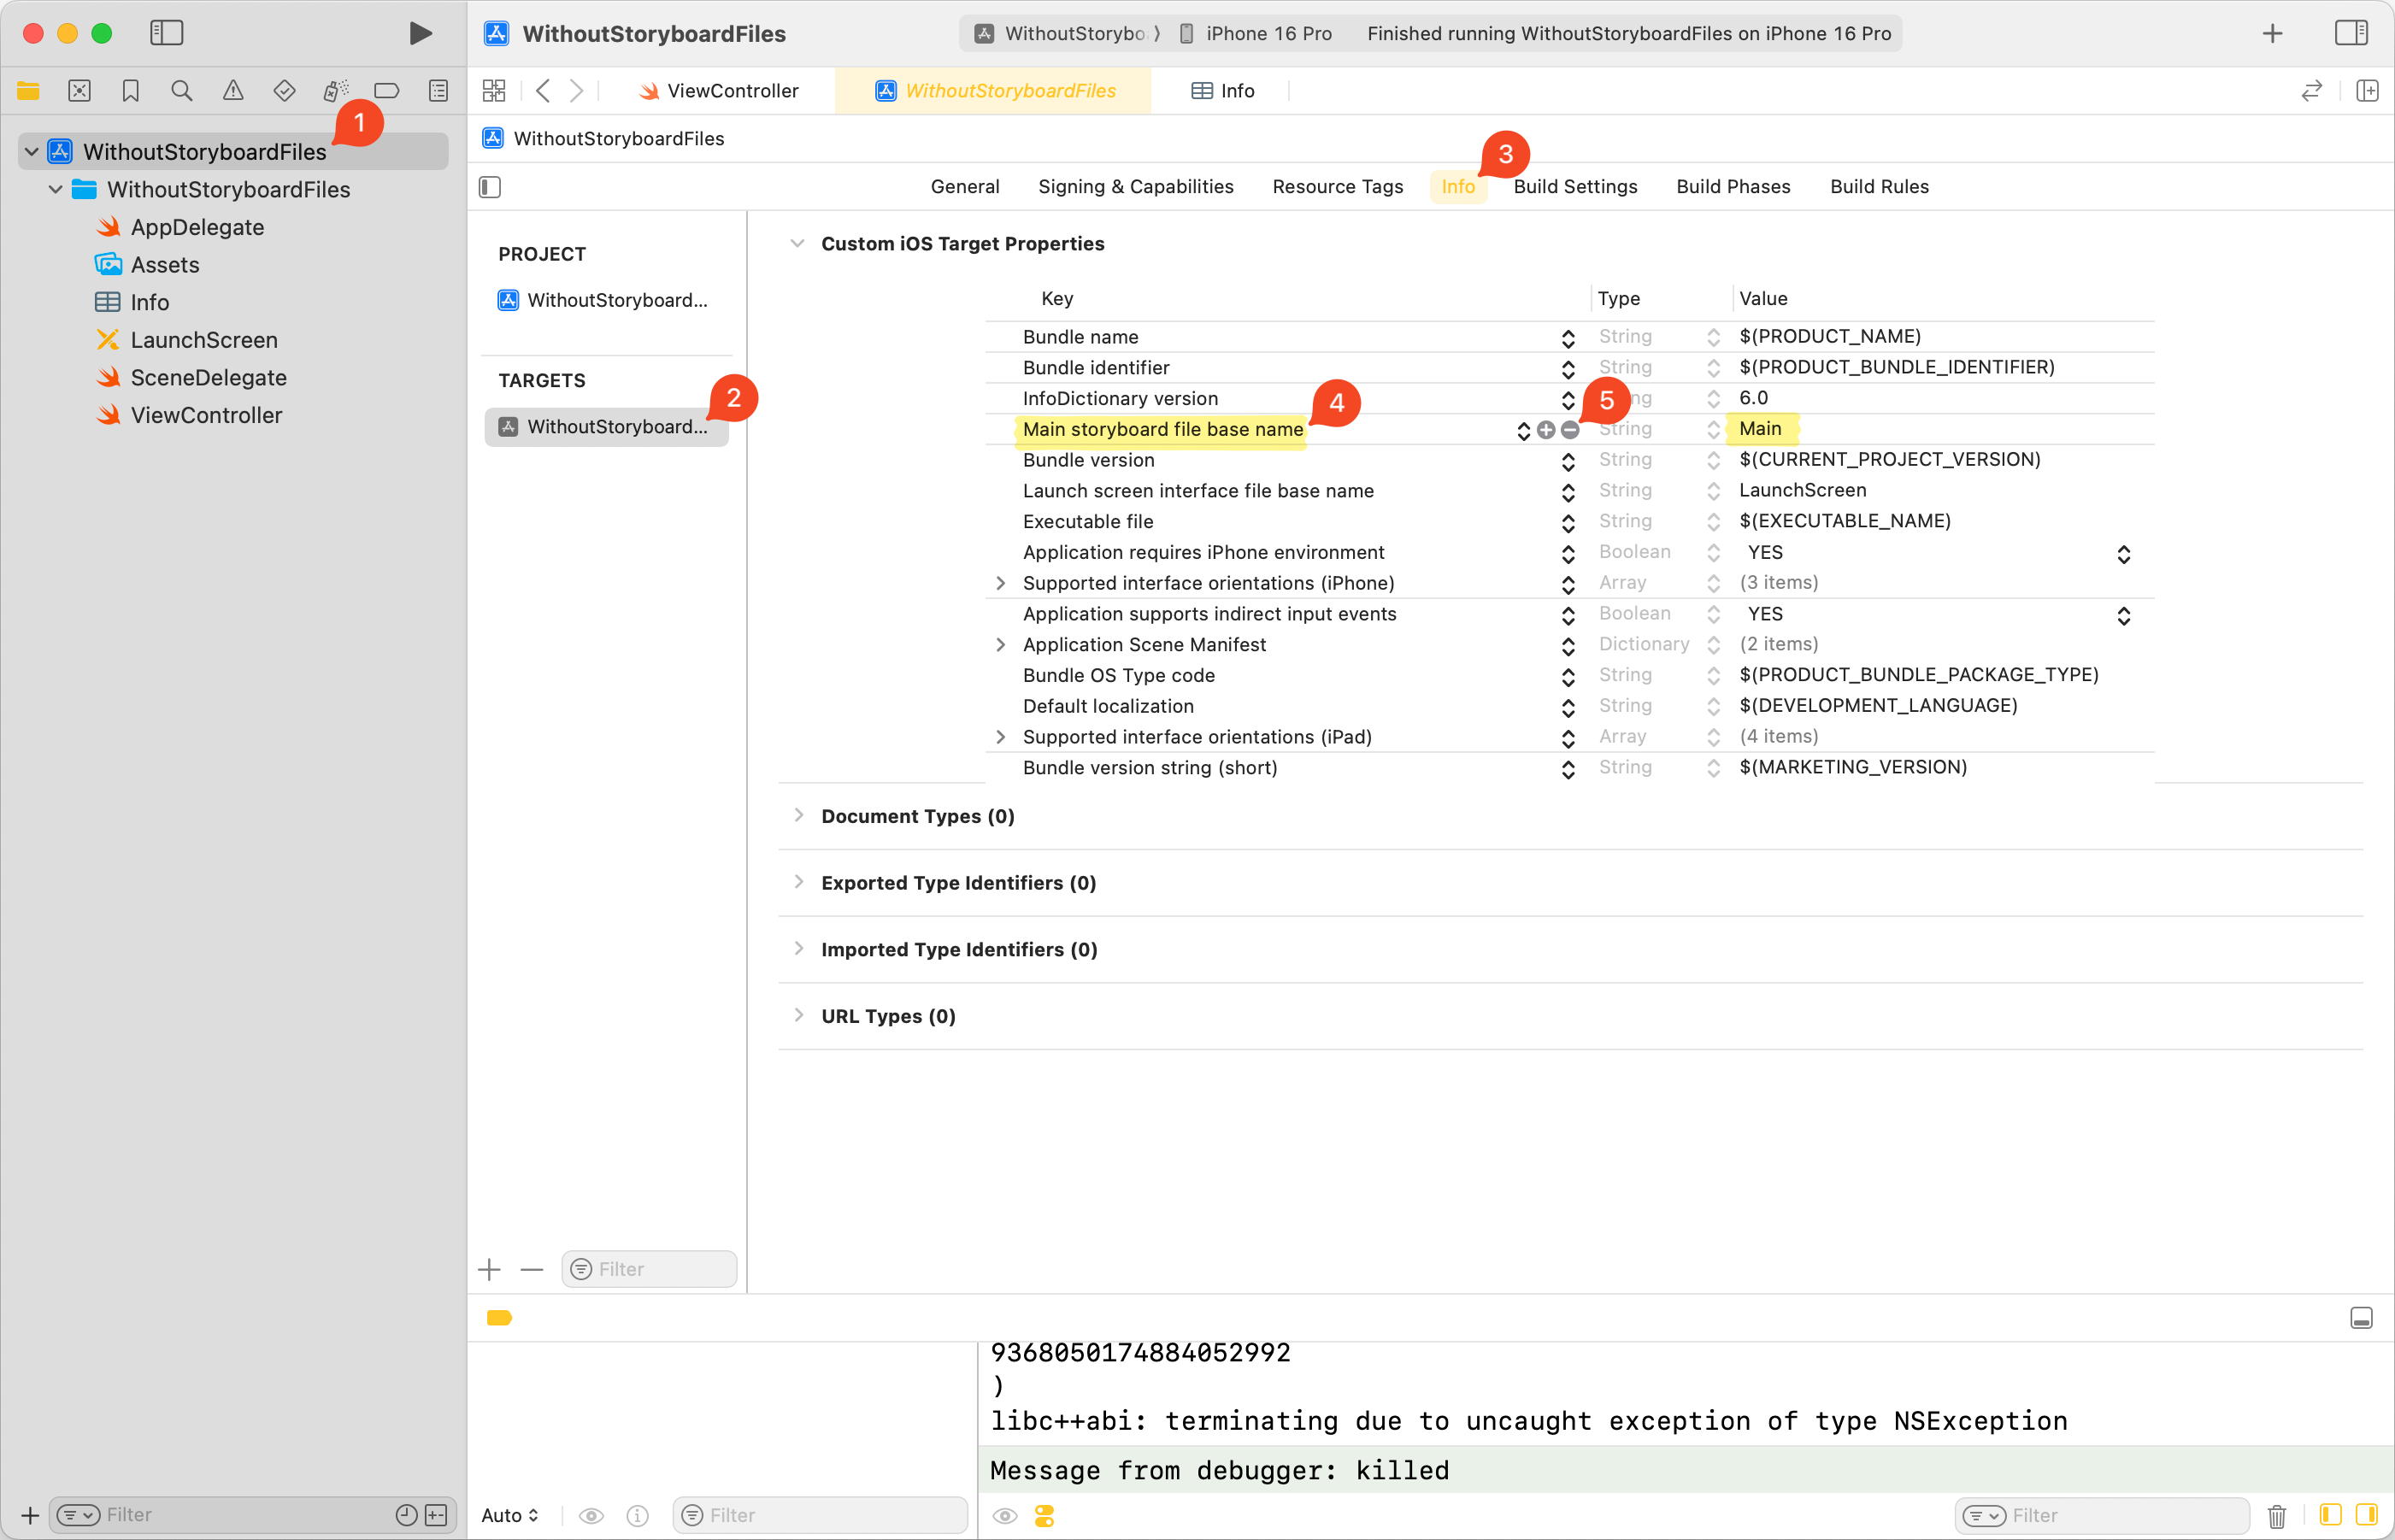 WithoutStoryboardFiles
WithoutStorybo
iPhone 16 Pro
Finished running WithoutStoryboardFiles on iPhone 16 Pro
ViewController
WithoutStoryboardFiles
Info
1
WithoutStoryboardFiles
WithoutStoryboardFiles
AppDelegate
Assets
Info
LaunchScreen
SceneDelegate
ViewController
WithoutStoryboardFiles
3
General Signing & Capabilities Resource Tags Info Build Settings Build Phases Build Rules
PROJECT
WithoutStoryboard...
TARGETS
WithoutStoryboard...
2
Custom iOS Target Properties
Key Type Value
Bundle name String $(PRODUCT_NAME)
Bundle identifier String $(PRODUCT_BUNDLE_IDENTIFIER)
InfoDictionary version ng 6.0
4
5
Main storyboard file base name String Main
Bundle version String $(CURRENT_PROJECT_VERSION)
Launch screen interface file base name String LaunchScreen
Executable file String $(EXECUTABLE_NAME)
Application requires iPhone environment Boolean YES
Supported interface orientations (iPhone) Array (3 items)
Application supports indirect input events Boolean YES
Application Scene Manifest Dictionary (2 items)
Bundle OS Type code String $(PRODUCT_BUNDLE_PACKAGE_TYPE)
Default localization String $(DEVELOPMENT_LANGUAGE)
Supported interface orientations (iPad) Array (4 items)
Bundle version string (short) String $(MARKETING_VERSION)
Document Types (0)
Exported Type Identifiers (0)
Imported Type Identifiers (0)
URL Types (0)
Filter
9368050174884052992
)
libc++abi: terminating due to uncaught exception of type NSException
Message from debugger: killed
Filter
Auto
Filter
Filter